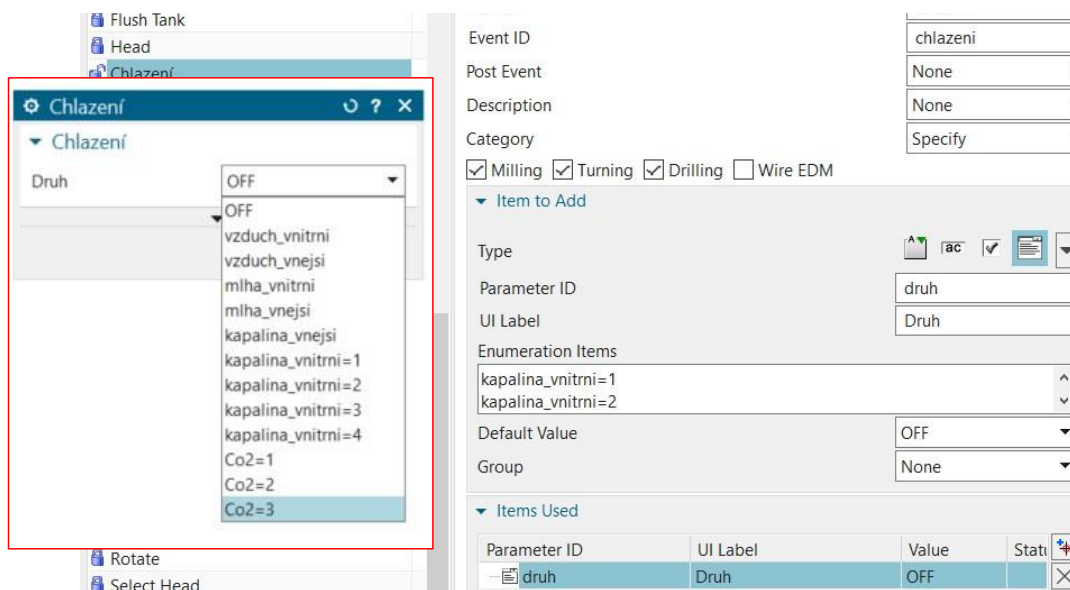 Flush Tank
Head
Chlazení
Chlazení
Chlazení
Druh OFF
OFF
vzduch_vnitrni
vzduch_vnejsi
mlha_vnitrni
mlha_vnejsi
kapalina_vnejsi
kapalina_vnitrni=1
kapalina_vnitrni=2
kapalina_vnitrni=3
kapalina_vnitrni=4
Co2=1
Co2=2
Co2=3
Rotate
Select Head
Event ID chlazeni
Post Event None
Description None
Category Specify
Milling Turning Drilling Wire EDM
Item to Add
Type ac
Parameter ID druh
UI Label Druh
Enumeration Items
kapalina_vnitrni=1
kapalina_vnitrni=2
Default Value OFF
Group None
Items Used
Parameter ID UI Label Value Statu
druh Druh OFF